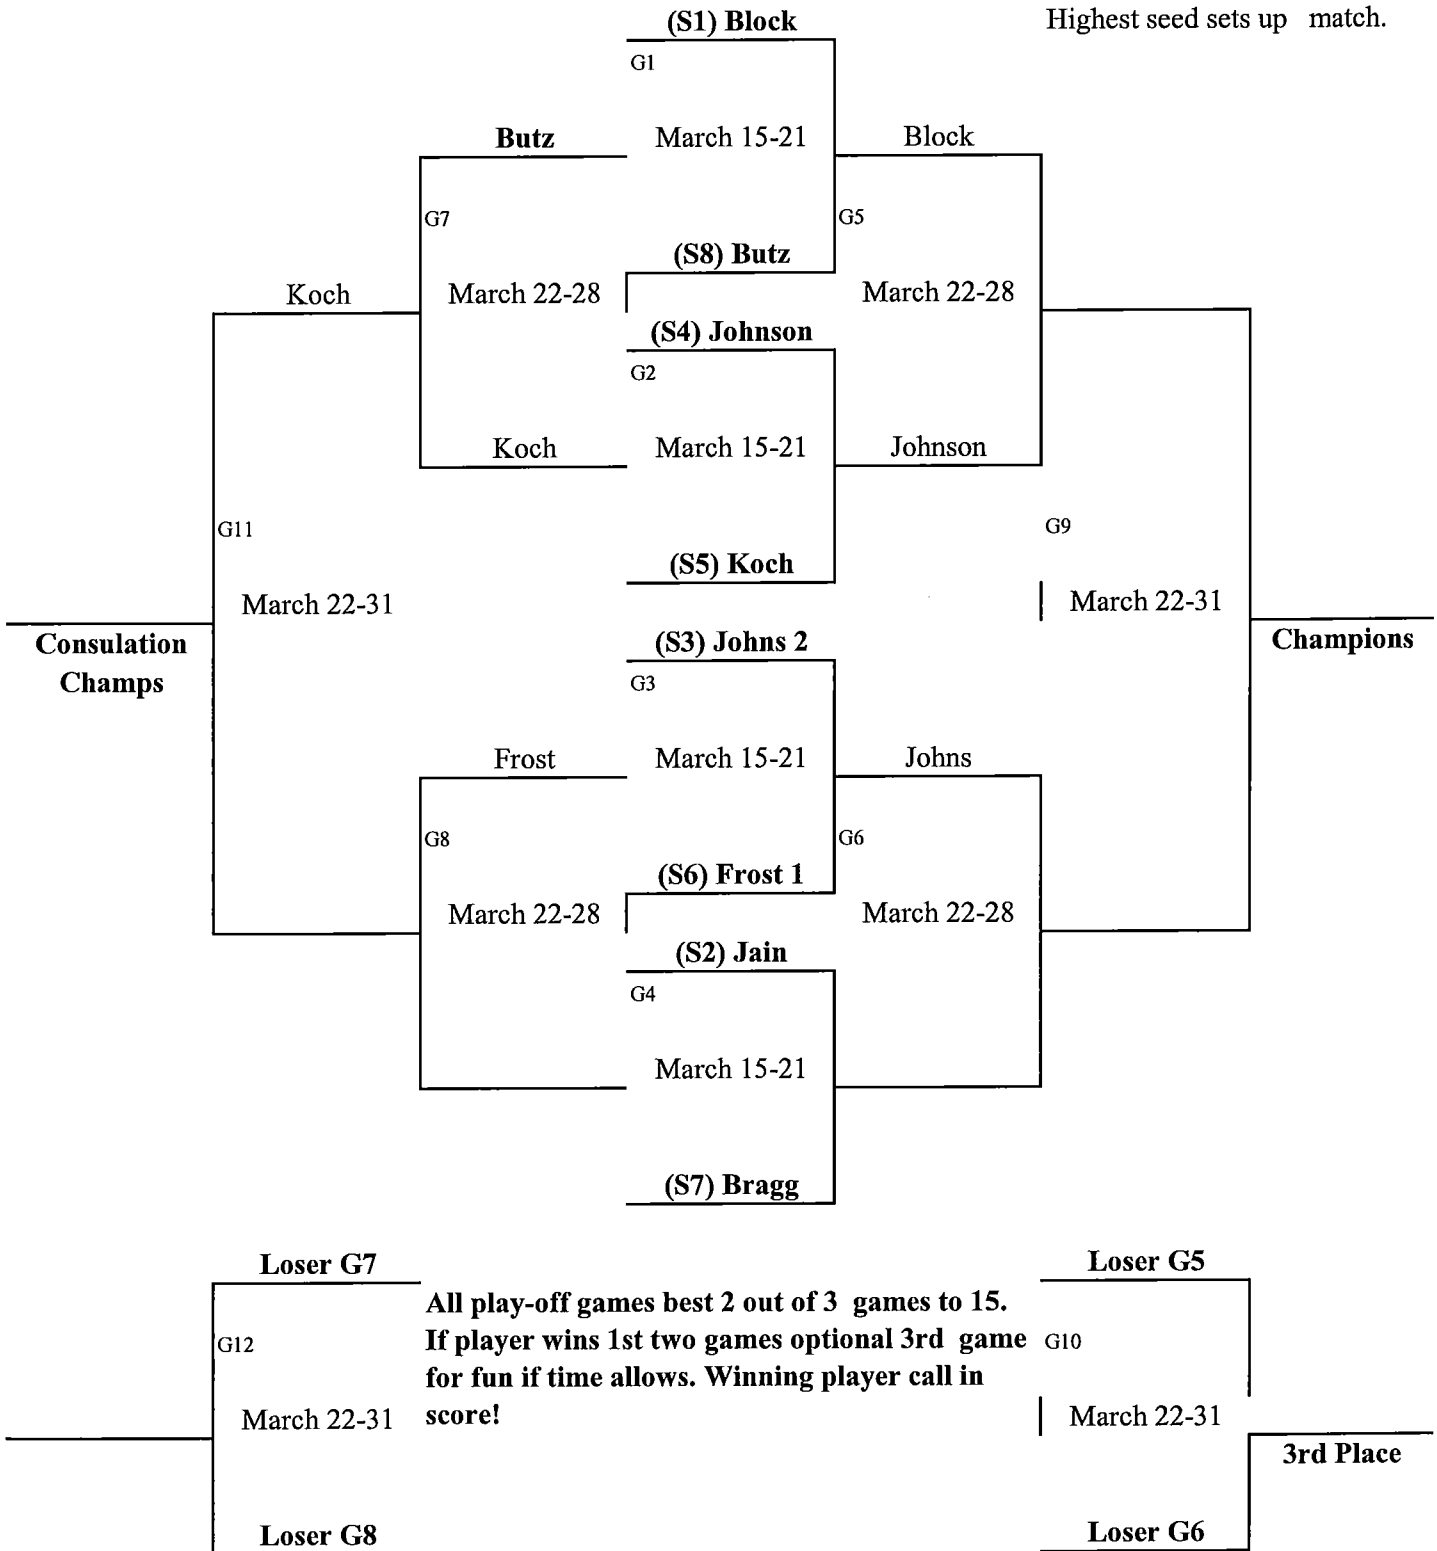 (S1) Block
Highest seed sets up match.
G1
Butz
March 15-21
Block
G7
G5
(S8) Butz
Koch
March 22-28
March 22-28
(S4) Johnson
G2
Koch
March 15-21
Johnson
G11
G9
(S5) Koch
March 22-31
March 22-31
Consulation
Champs
(S3) Johns 2
Champions
G3
Frost
March 15-21
Johns
G8
G6
(S6) Frost 1
March 22-28
March 22-28
(S2) Jain
G4
March 15-21
(S7) Bragg
Loser G7
Loser G5
All play-off games best 2 out of 3 games to 15.
If player wins 1st two games optional 3rd game
for fun if time allows. Winning player call in
score!
G12
G10
March 22-31
March 22-31
3rd Place
Loser G8
Loser G6